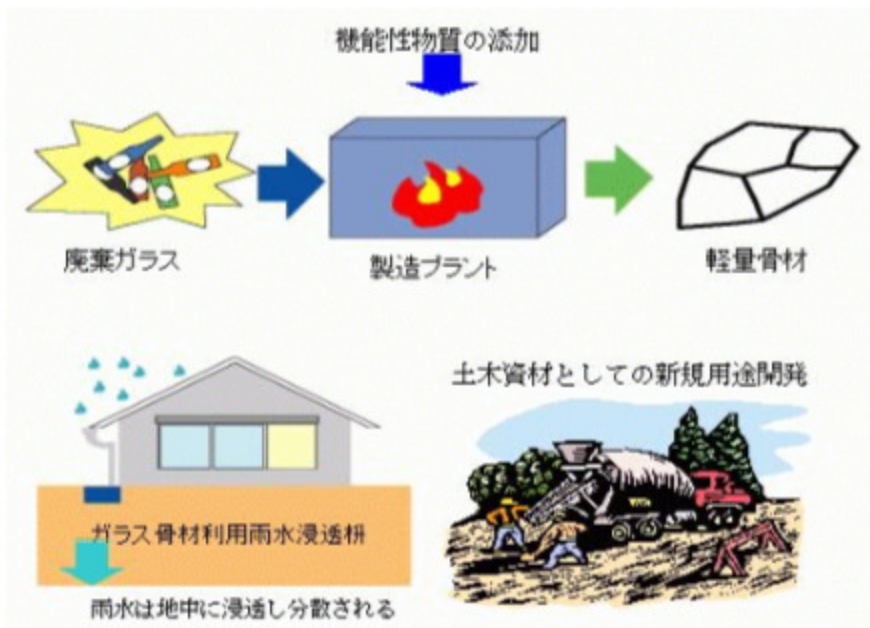 機能性物質の添加
廃棄ガラス
製造プラント
軽量骨材
土木資材としての新規用途開発
ガラス骨材利用雨水浸透枡
雨水は地中に浸透し分散される